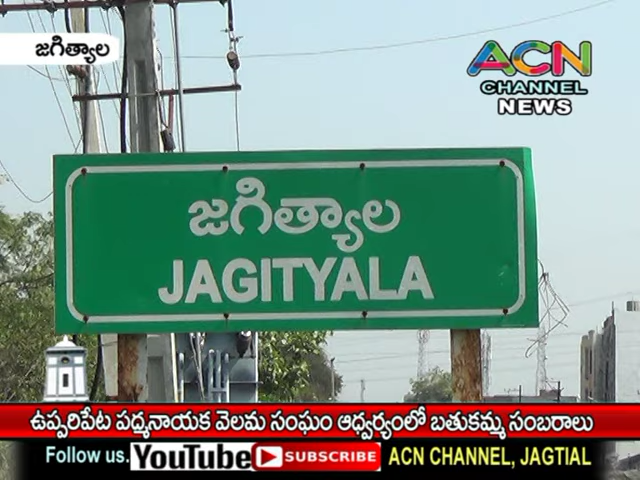 జగిత్యాల
ACN
CHANNEL
NEWS
జగిత్యాల
JAGITYALA
ఉప్పరిపేట పద్మనాయక వెలమ సంఘం ఆధ్వర్యంలో బతుకమ్మ సంబరాలు
Follow us. YouTube SUBSCRIBE ACN CHANNEL, JAGTIAL